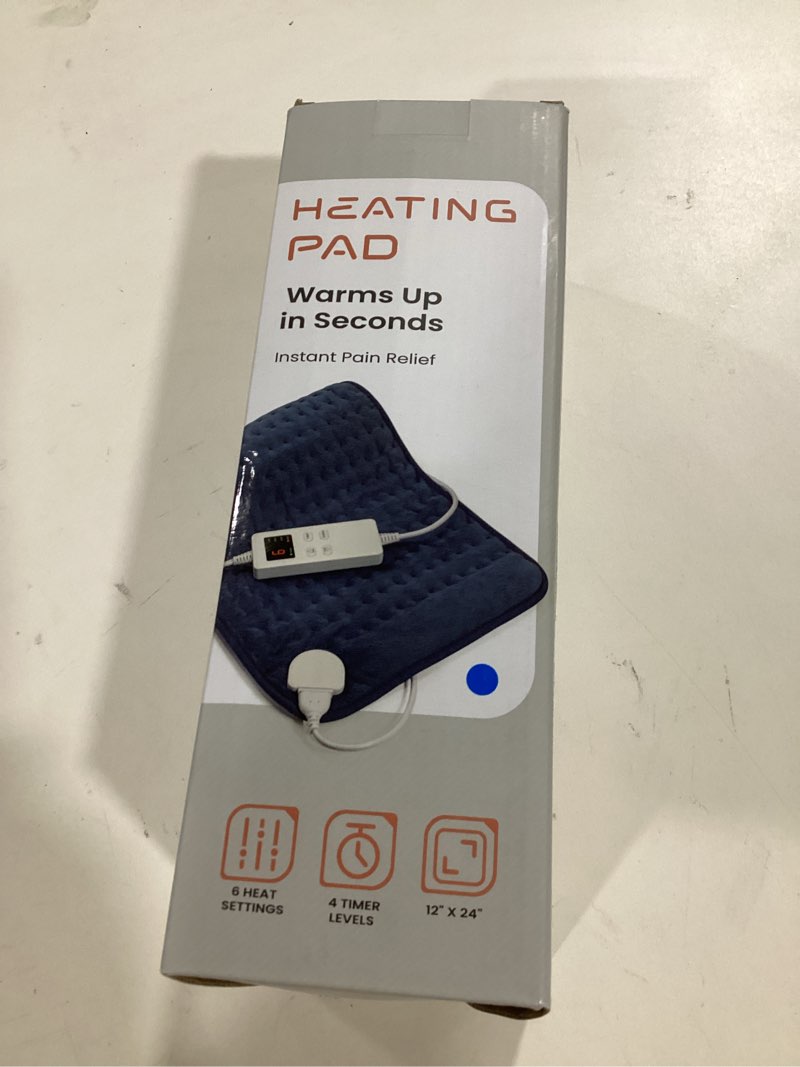 HEATING
PAD
Warms Up
in Seconds
Instant Pain Relief
6 HEAT
SETTINGS
4 TIMER
LEVELS
12" X 24"